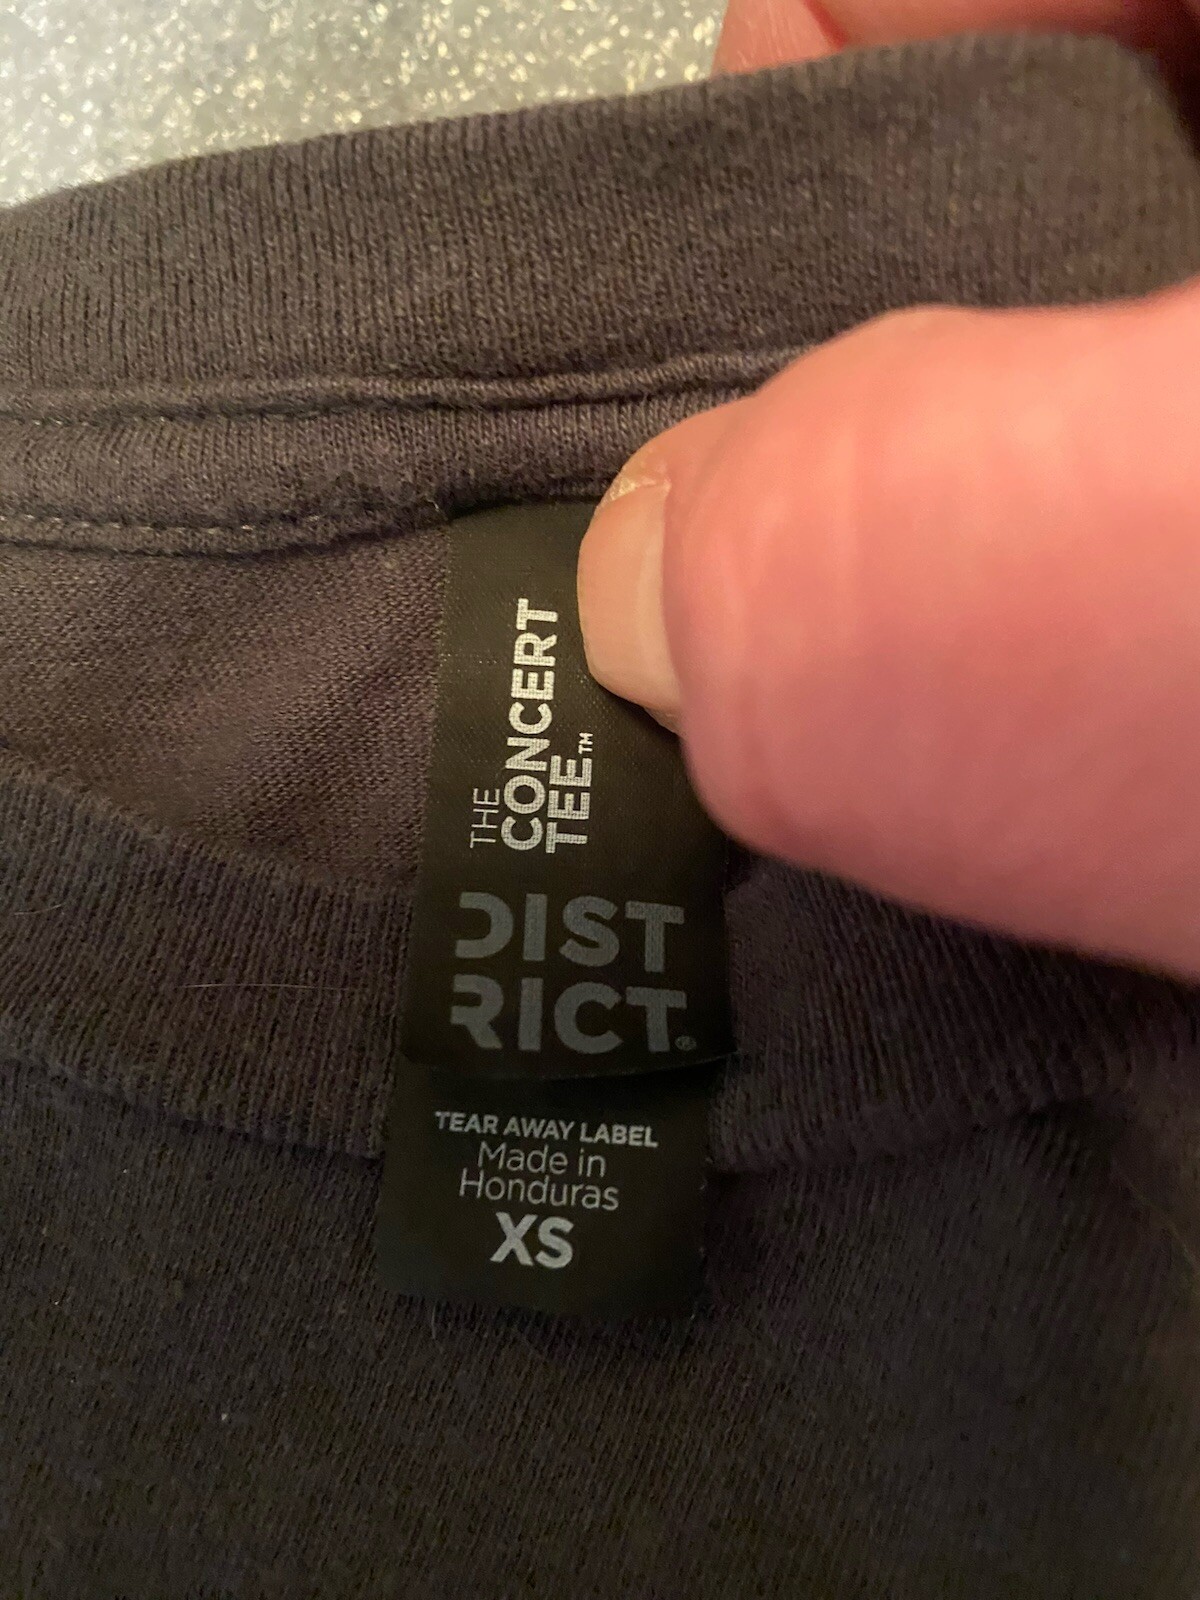 THE
CONCERT
TEE™
DIST
RICT®
TEAR AWAY LABEL
Made in
Honduras
XS